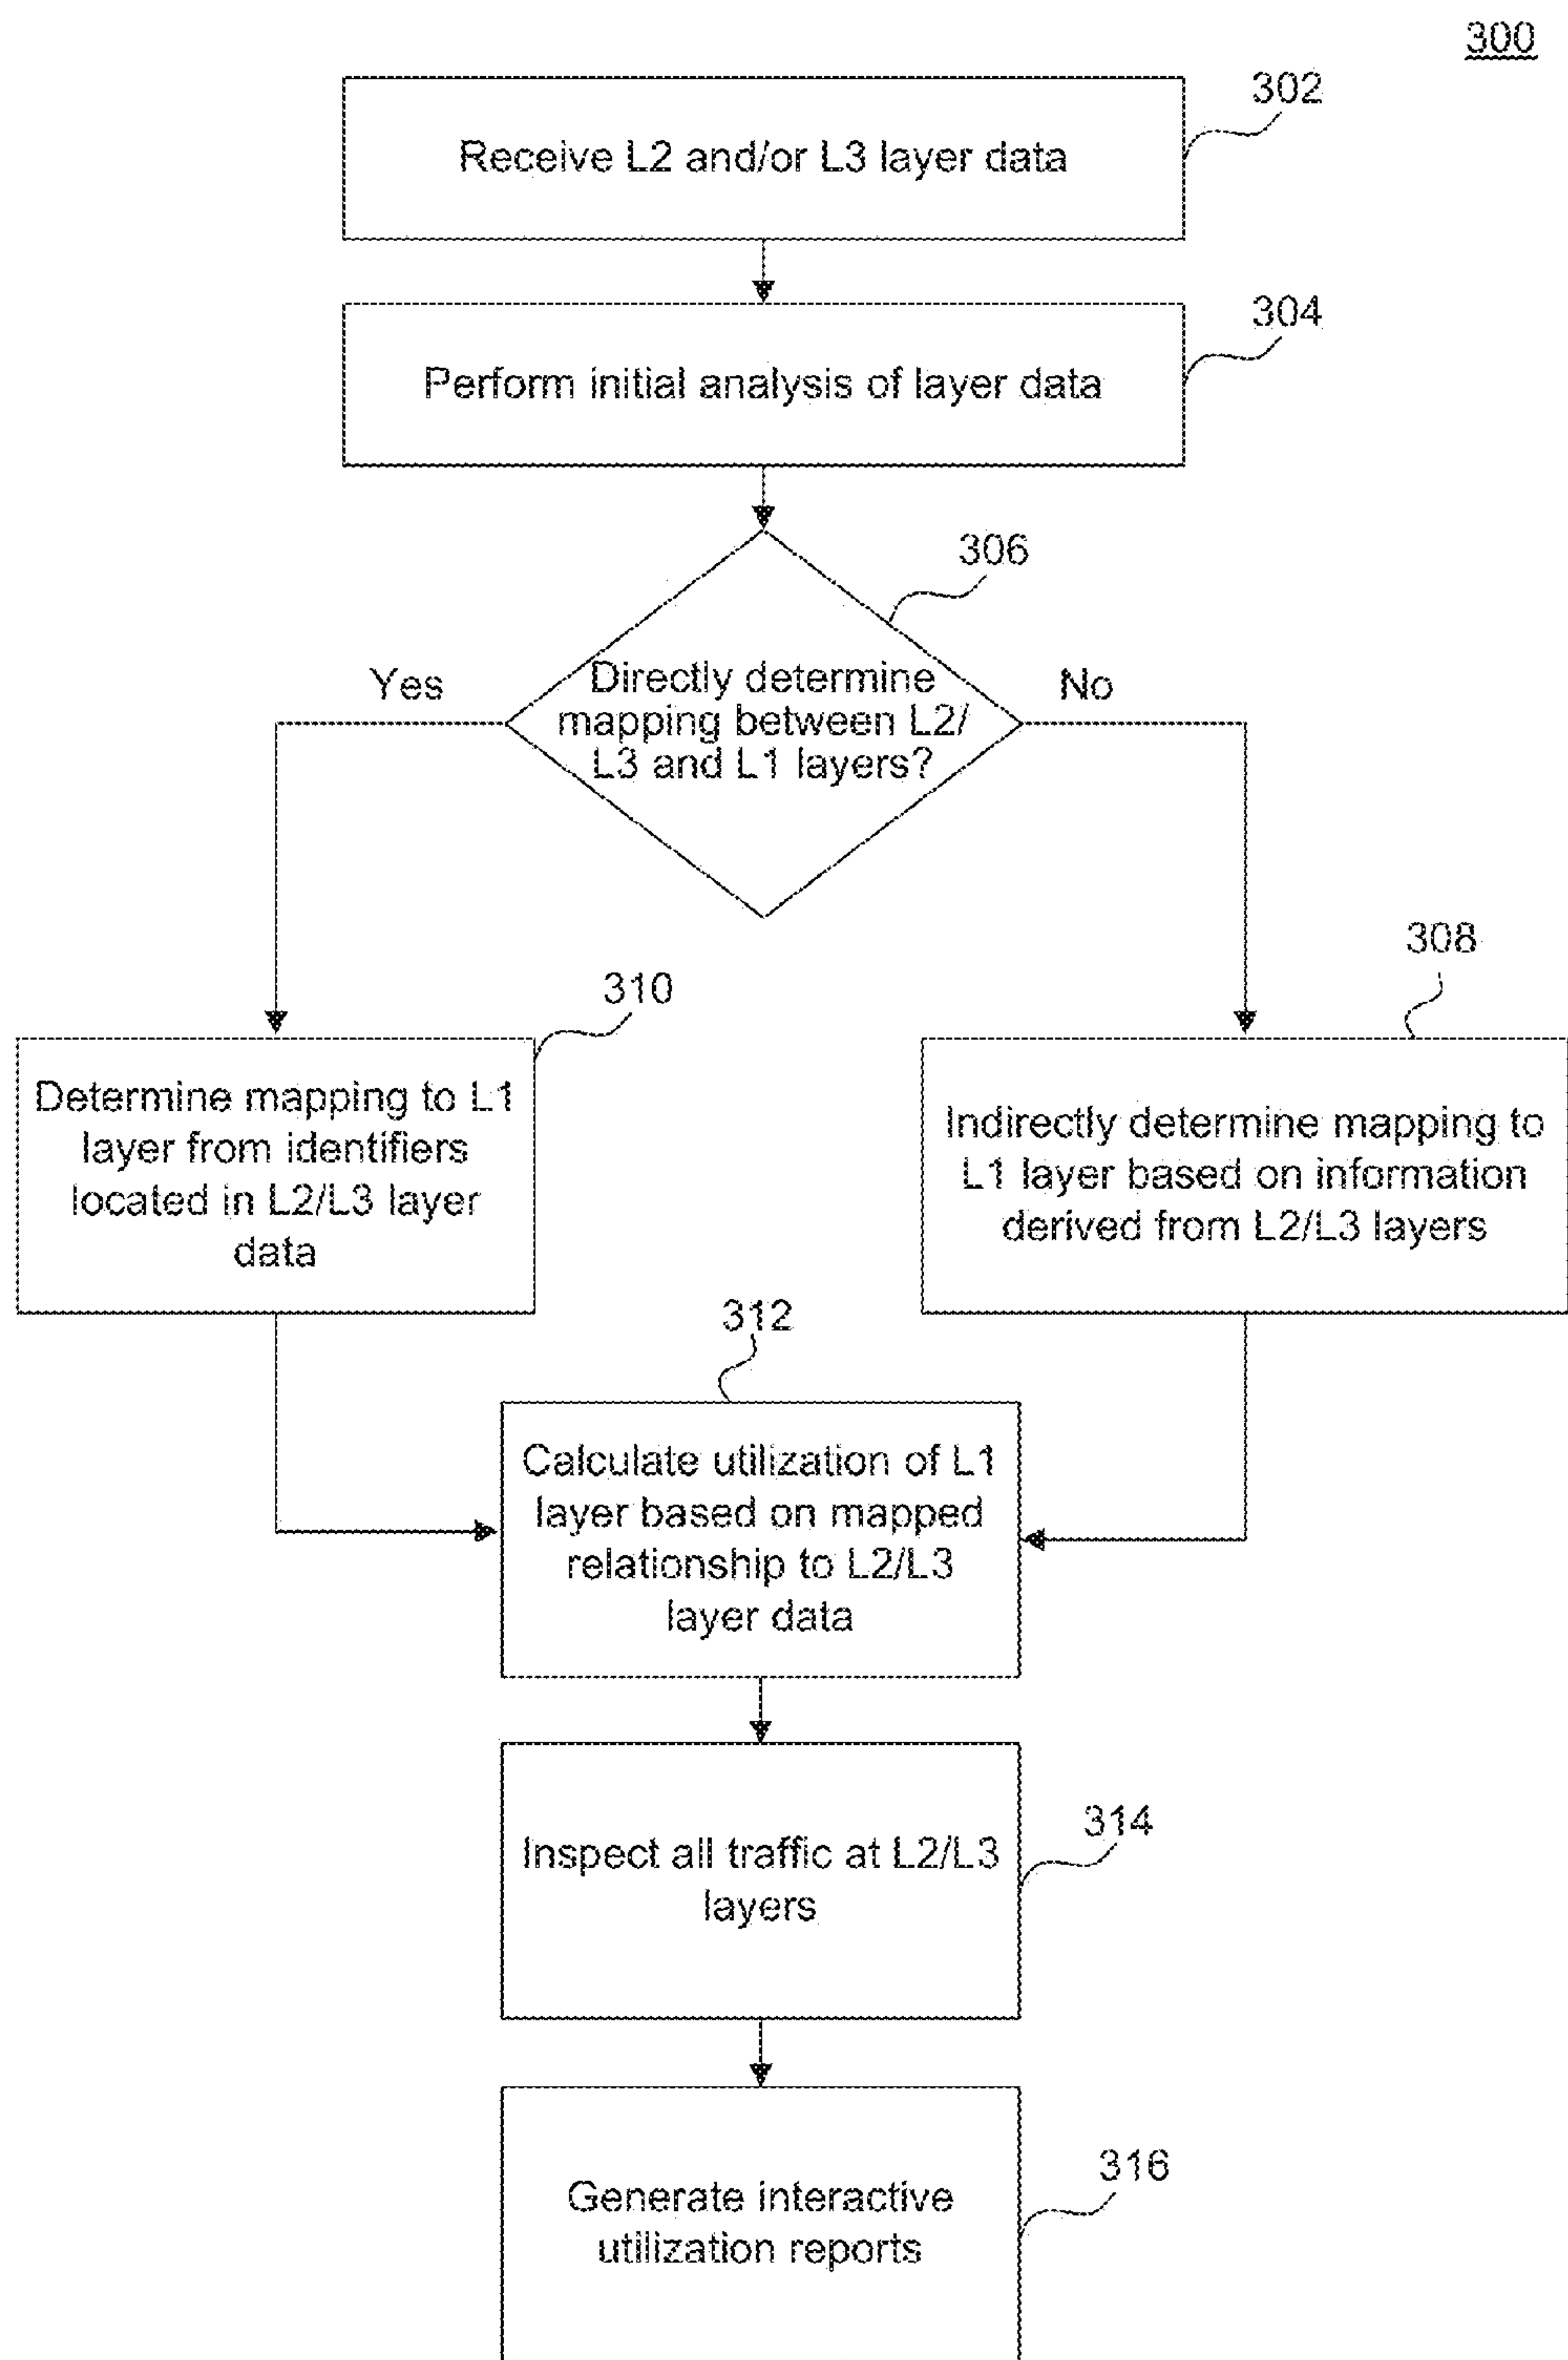 300
302
Receive L2 and/or L3 layer data
304
Perform initial analysis of layer data
306
Yes
Directly determine
mapping between L2/
L3 and L1 layers?
No
308
310
Determine mapping to L1
layer from identifiers
located in L2/L3 layer
data
Indirectly determine mapping to
L1 layer based on information
derived from L2/L3 layers
312
Calculate utilization of L1
layer based on mapped
relationship to L2/L3
layer data
314
Inspect all traffic at L2/L3
layers
316
Generate interactive
utilization reports